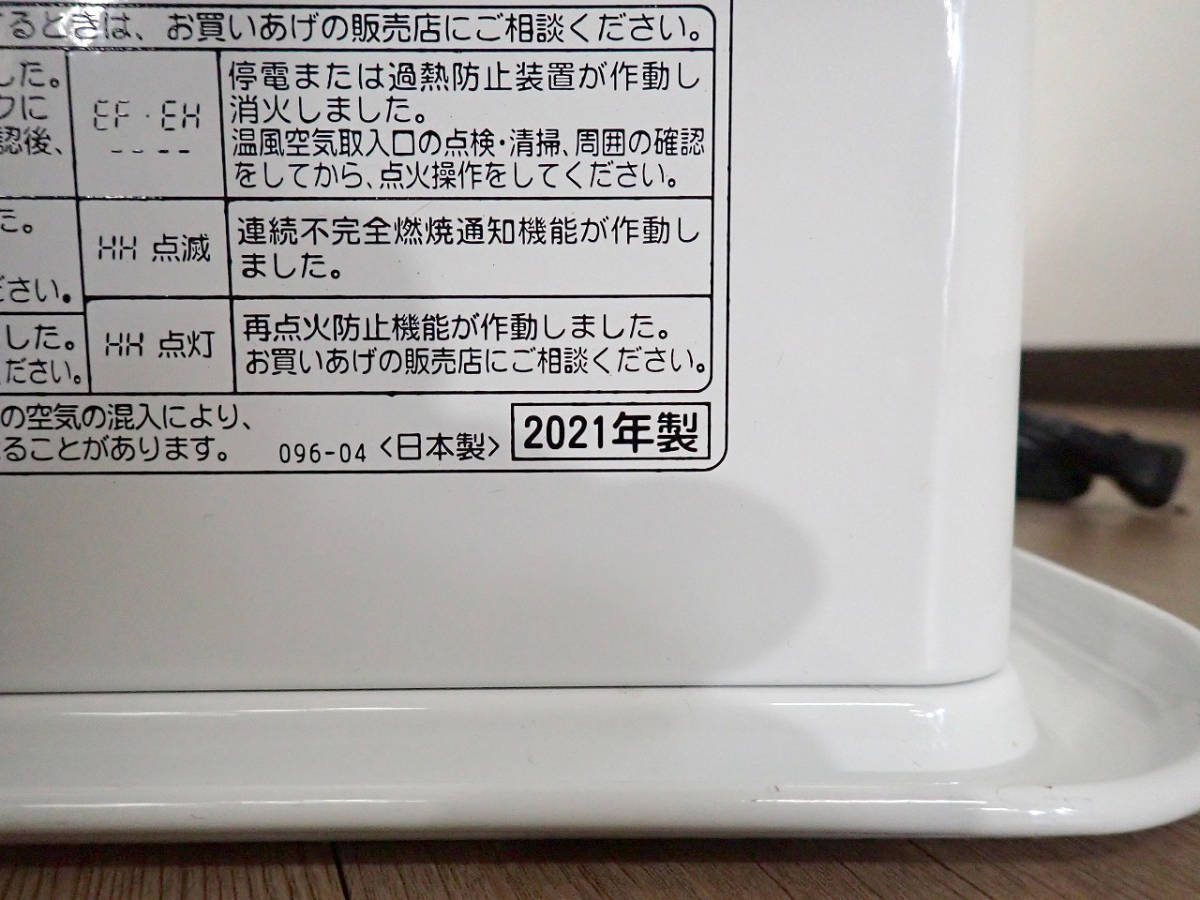 るときは、お買いあげの販売店にご相談ください。
した。
クに
認後、
EF・EH
-- --
停電または過熱防止装置が作動し
消火しました。
温風空気取入口の点検・清掃、周囲の確認
をしてから、点火操作をしてください。
た。
ださい。
HH 点滅
連続不完全燃焼通知機能が作動し
ました。
した。
ください。
HH 点灯
再点火防止機能が作動しました。
お買いあげの販売店にご相談ください。
の空気の混入により、
ることがあります。
096-04 <日本製>
2021年製